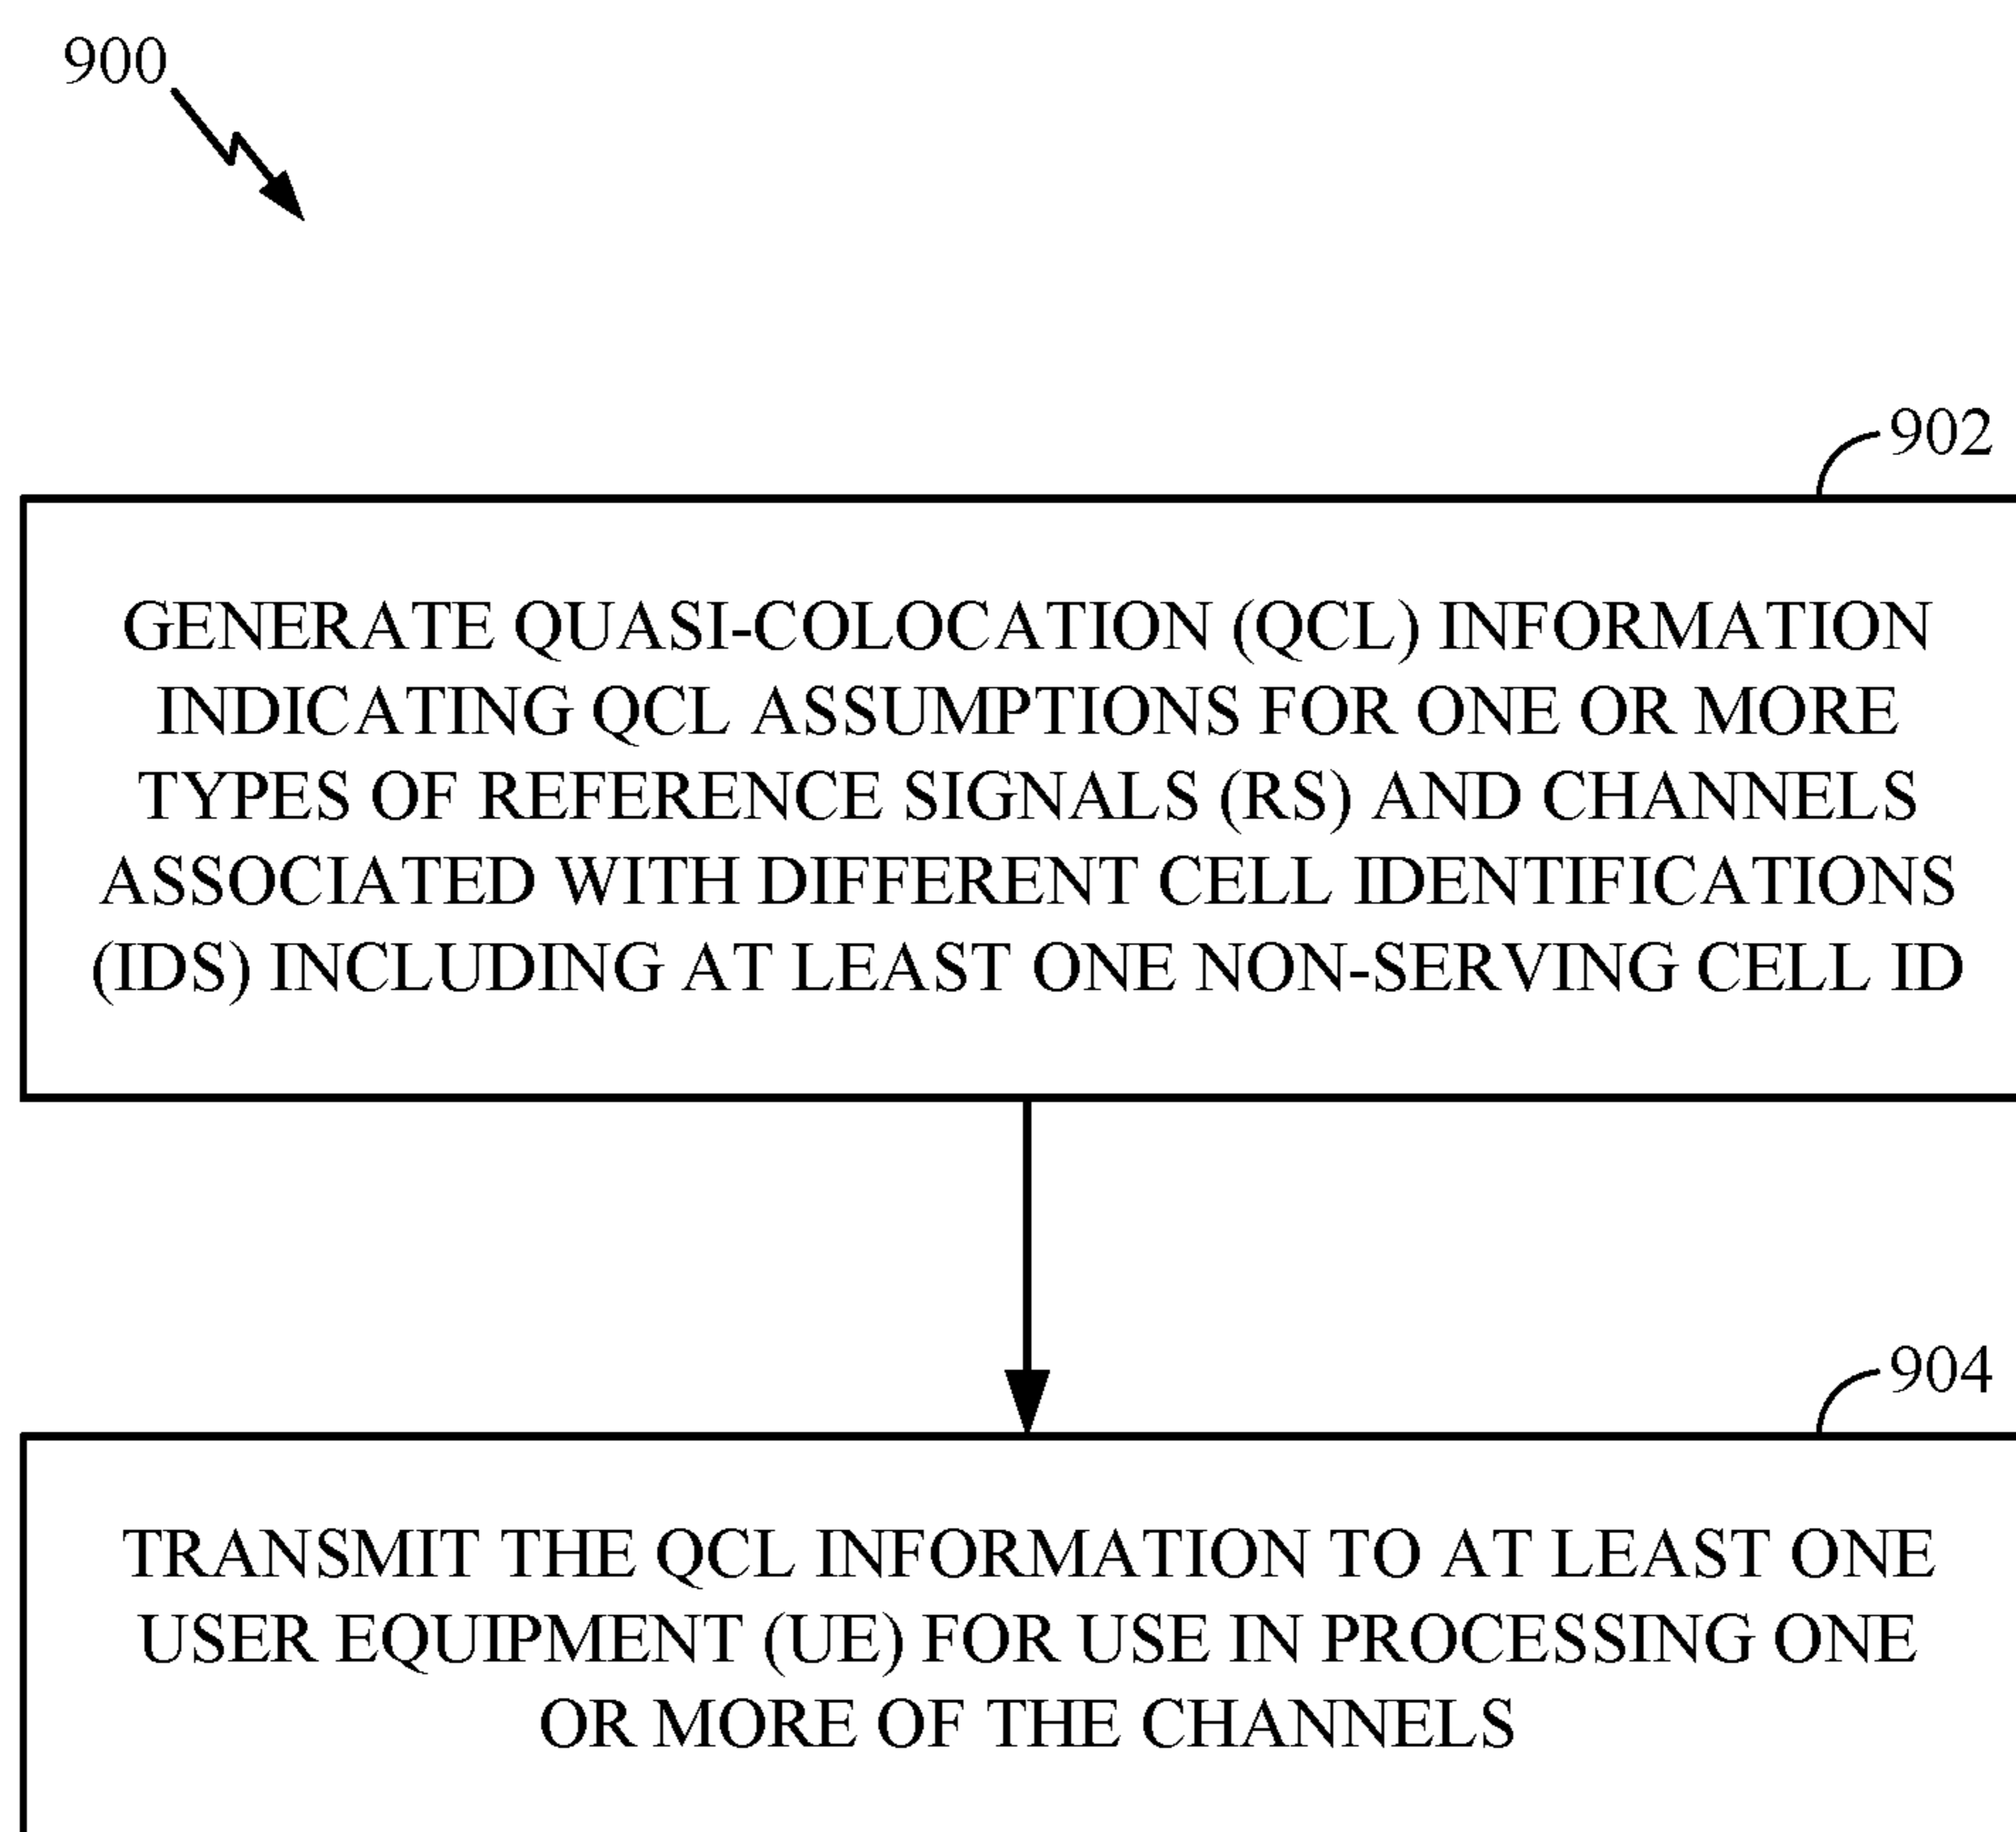 900
902
GENERATE QUASI-COLOCATION (QCL) INFORMATION
INDICATING QCL ASSUMPTIONS FOR ONE OR MORE
TYPES OF REFERENCE SIGNALS (RS) AND CHANNELS
ASSOCIATED WITH DIFFERENT CELL IDENTIFICATIONS
(IDS) INCLUDING AT LEAST ONE NON-SERVING CELL ID
904
TRANSMIT THE QCL INFORMATION TO AT LEAST ONE
USER EQUIPMENT (UE) FOR USE IN PROCESSING ONE
OR MORE OF THE CHANNELS